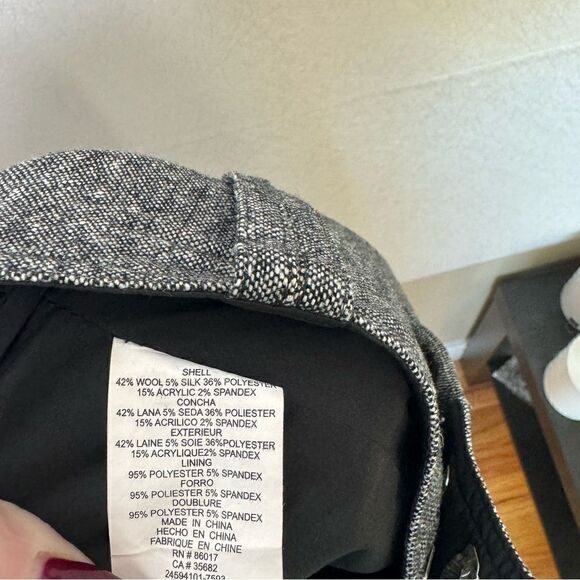 SHELL
42% WOOL 5% SILK 36% POLYESTER
15% ACRYLIC 2% SPANDEX
CONCHA
42% LANA 5% SEDA 36% POLIESTER
15% ACRILICO 2% SPANDEX
EXTERIEUR
42% LAINE 5% SOIE 36%POLYESTER
15% ACRYLIQUE2% SPANDEX
LINING
95% POLYESTER 5% SPANDEX
FORRO
95% POLIESTER 5% SPANDEX
DOUBLURE
95% POLYESTER 5% SPANDEX
MADE IN CHINA
HECHO EN CHINA
FABRIQUE EN CHINE
RN # 86017
CA # 35682
24594101-7593